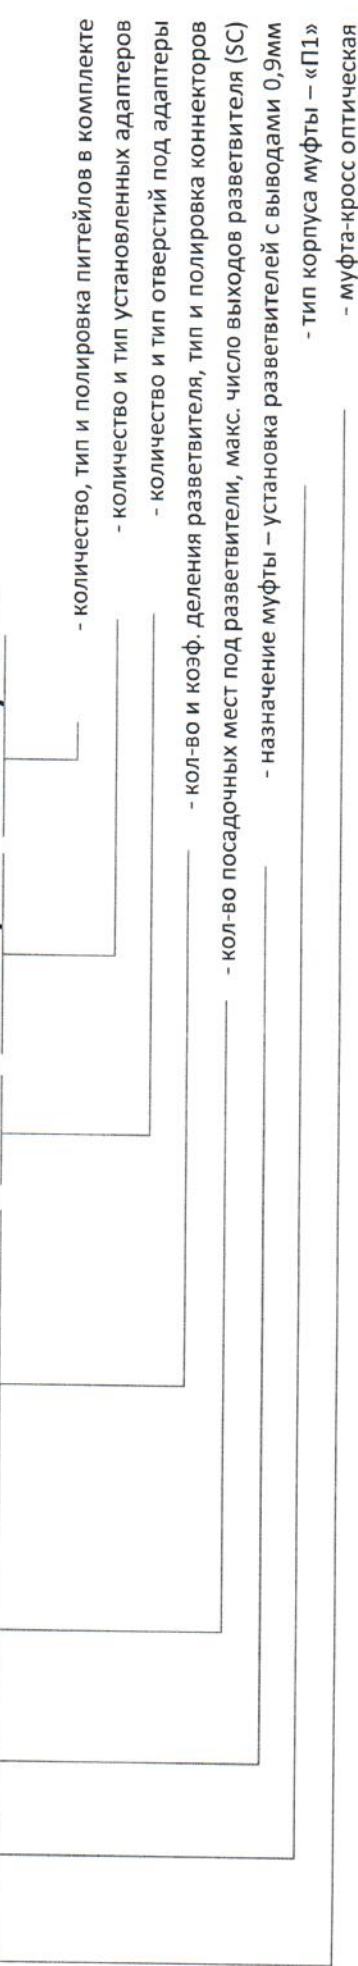 - количество, тип и полировка пигтейлов в комплекте
- количество и тип установленных адаптеров
- количество и тип отверстий под адаптеры
- кол-во и коэф. деления разветвителя, тип и полировка коннекторов
- кол-во посадочных мест под разветвители, макс. число выходов разветвителя (SC)
- назначение муфты – установка разветвителей с выводами 0,9мм
- тип корпуса муфты – «П1»
- муфта-кросс оптическая